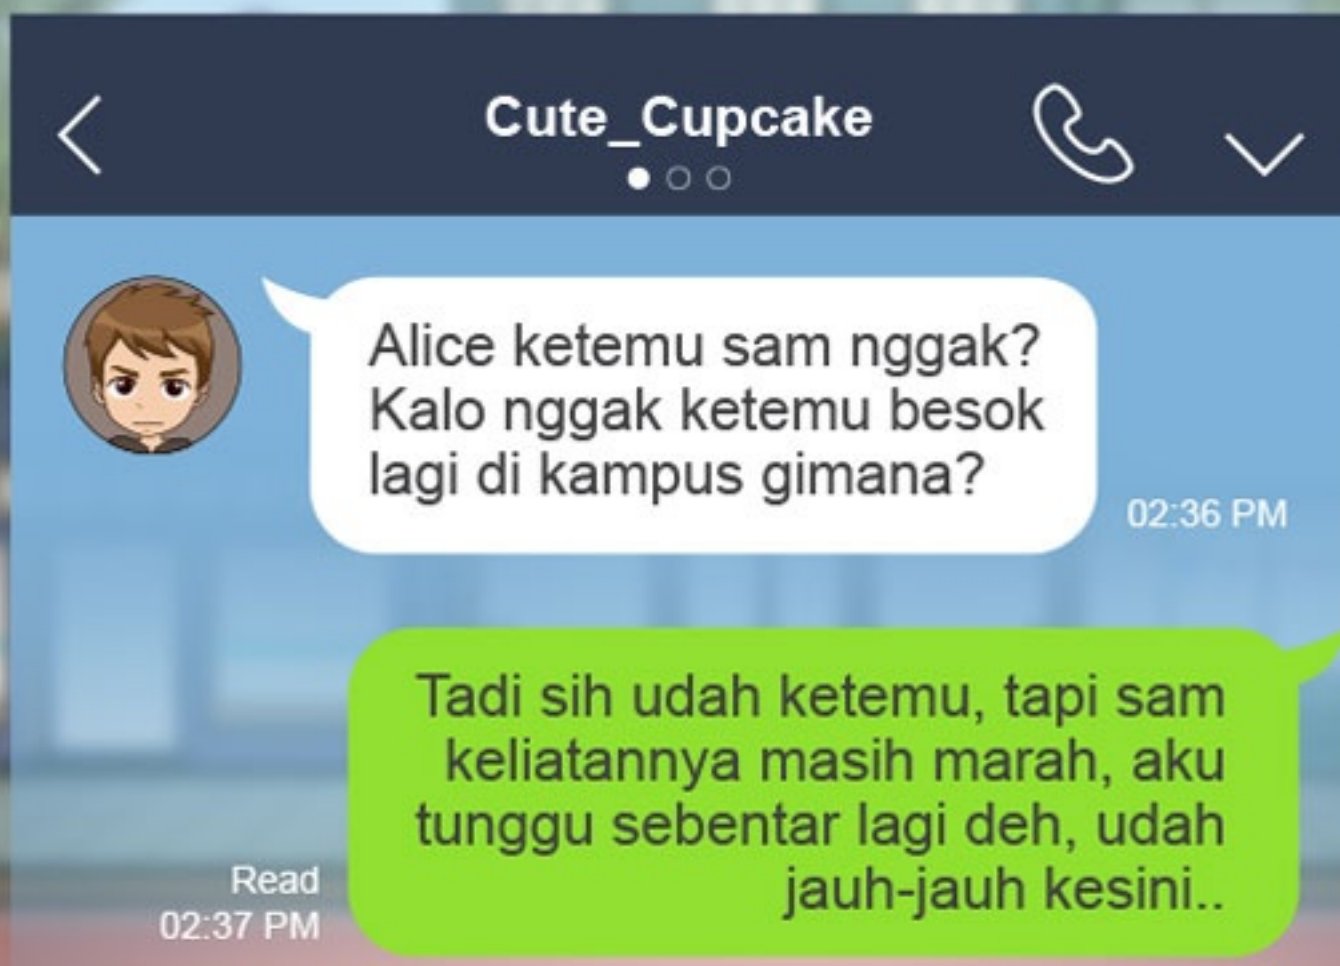 Cute_Cupcake
Alice ketemu sam nggak?
Kalo nggak ketemu besok
lagi di kampus gimana?
02:36 PM
Tadi sih udah ketemu, tapi sam
keliatannya masih marah, aku
tunggu sebentar lagi deh, udah
jauh-jauh kesini..
Read
02:37 PM